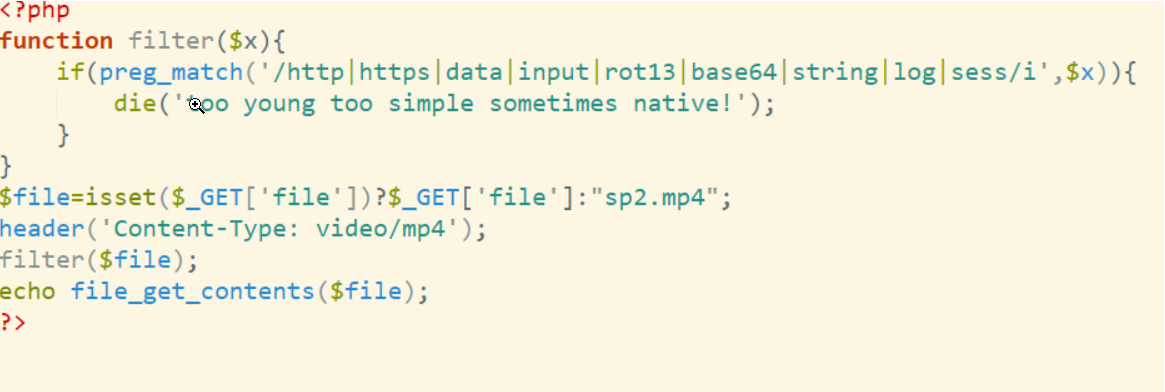 <?php
function filter($x){
    if(preg_match('/http|https|data|input|rot13|base64|string|log|sess/i',$x)){
        die('too young too simple sometimes native!');
    }
}
$file=isset($_GET['file'])?$_GET['file']:"sp2.mp4";
header('Content-Type: video/mp4');
filter($file);
echo file_get_contents($file);
?>